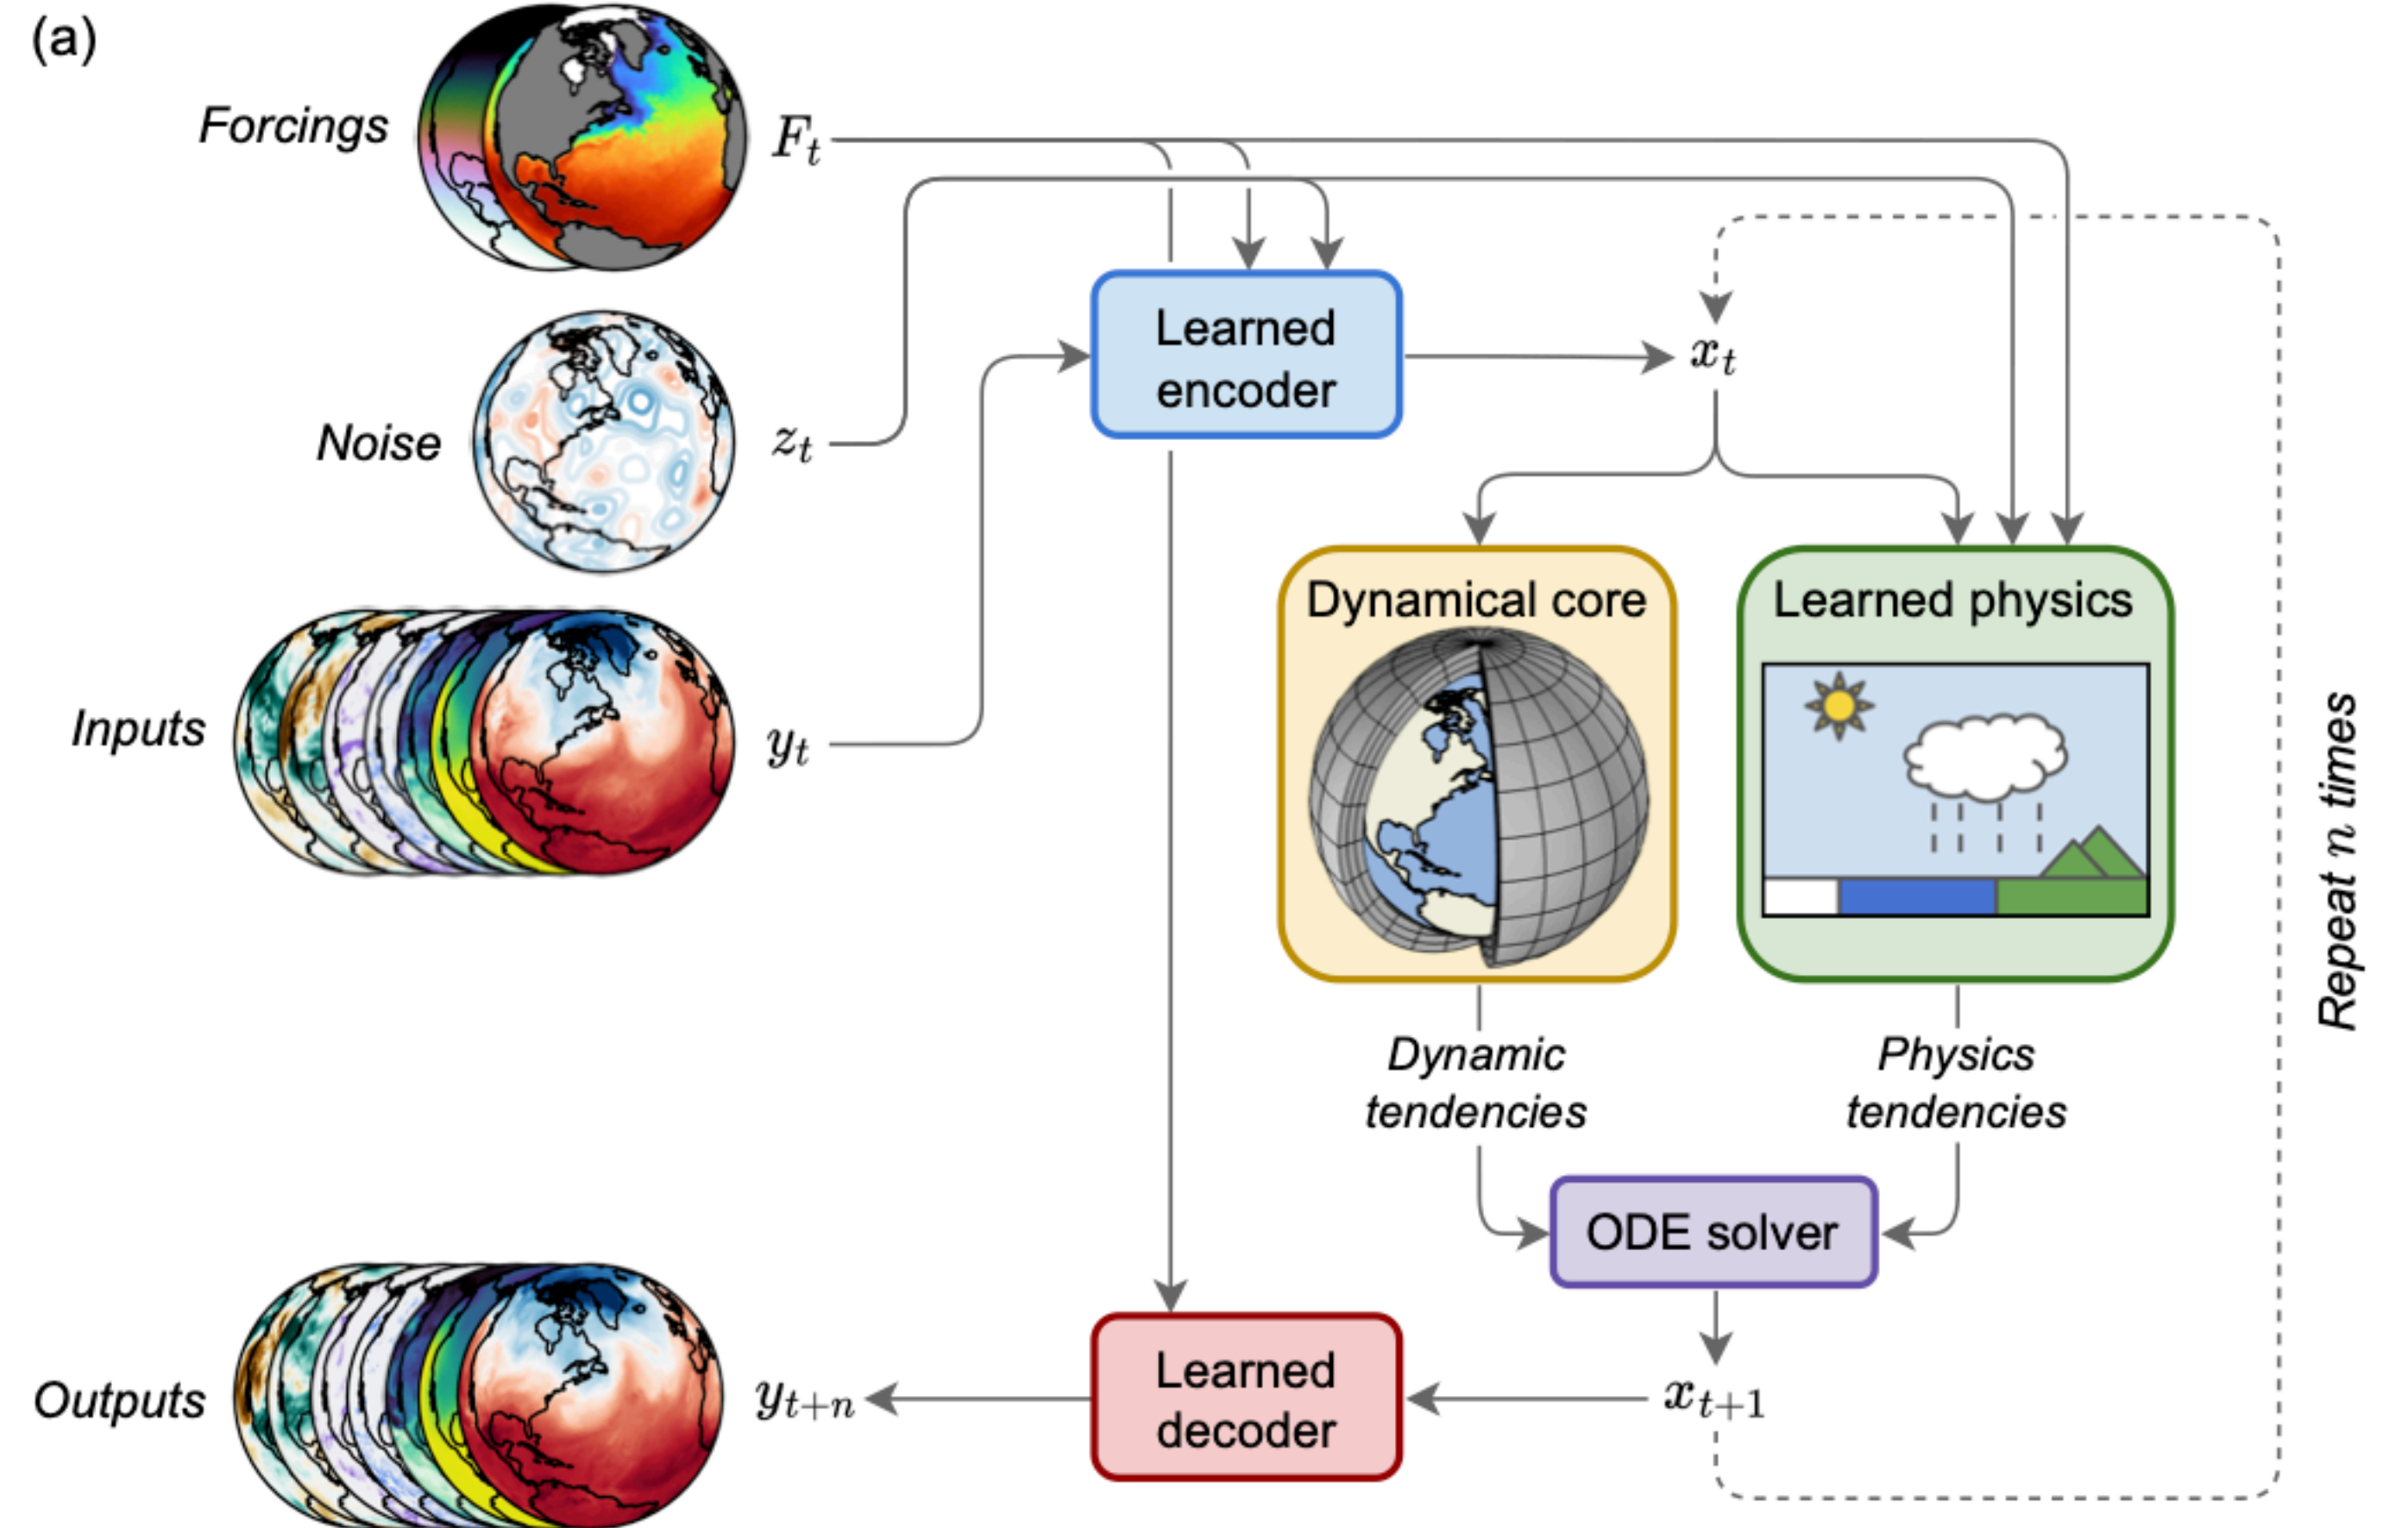 (a)
Forcings
F_t
Noise
z_t
Inputs
y_t
Learned
encoder
x_t
Dynamical core
Learned physics
Repeat n times
Dynamic
tendencies
Physics
tendencies
ODE solver
Outputs
y_{t+n}
Learned
decoder
x_{t+1}